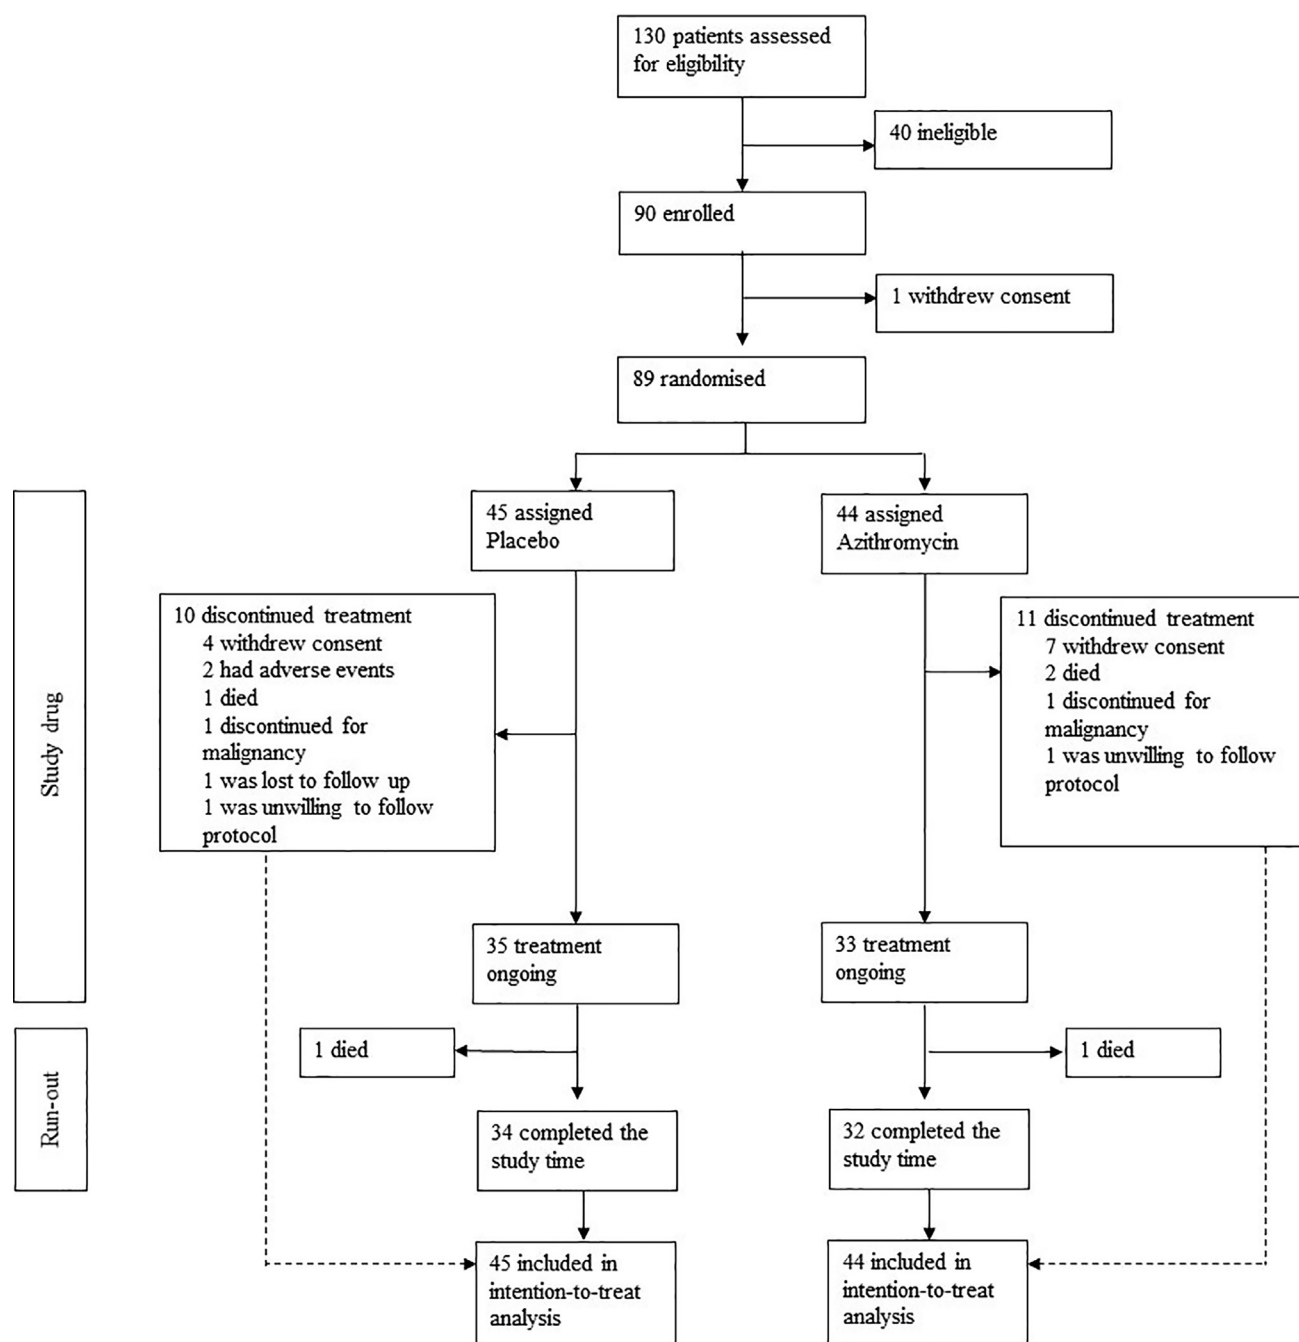 130 patients assessed
for eligibility
40 ineligible
90 enrolled
1 withdrew consent
89 randomised
45 assigned
Placebo
44 assigned
Azithromycin
Study drug
10 discontinued treatment
4 withdrew consent
2 had adverse events
1 died
1 discontinued for
malignancy
1 was lost to follow up
1 was unwilling to follow
protocol
11 discontinued treatment
7 withdrew consent
2 died
1 discontinued for
malignancy
1 was unwilling to follow
protocol
35 treatment
ongoing
33 treatment
ongoing
Run-out
1 died
1 died
34 completed the
study time
32 completed the
study time
45 included in
intention-to-treat
analysis
44 included in
intention-to-treat
analysis